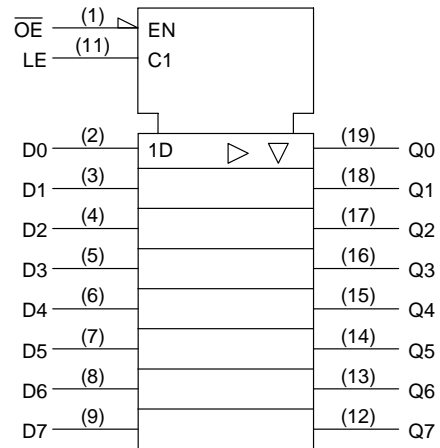 O̅E̅ (1) EN
LE (11) C1
D0 (2) 1D (19) Q0
D1 (3) (18) Q1
D2 (4) (17) Q2
D3 (5) (16) Q3
D4 (6) (15) Q4
D5 (7) (14) Q5
D6 (8) (13) Q6
D7 (9) (12) Q7